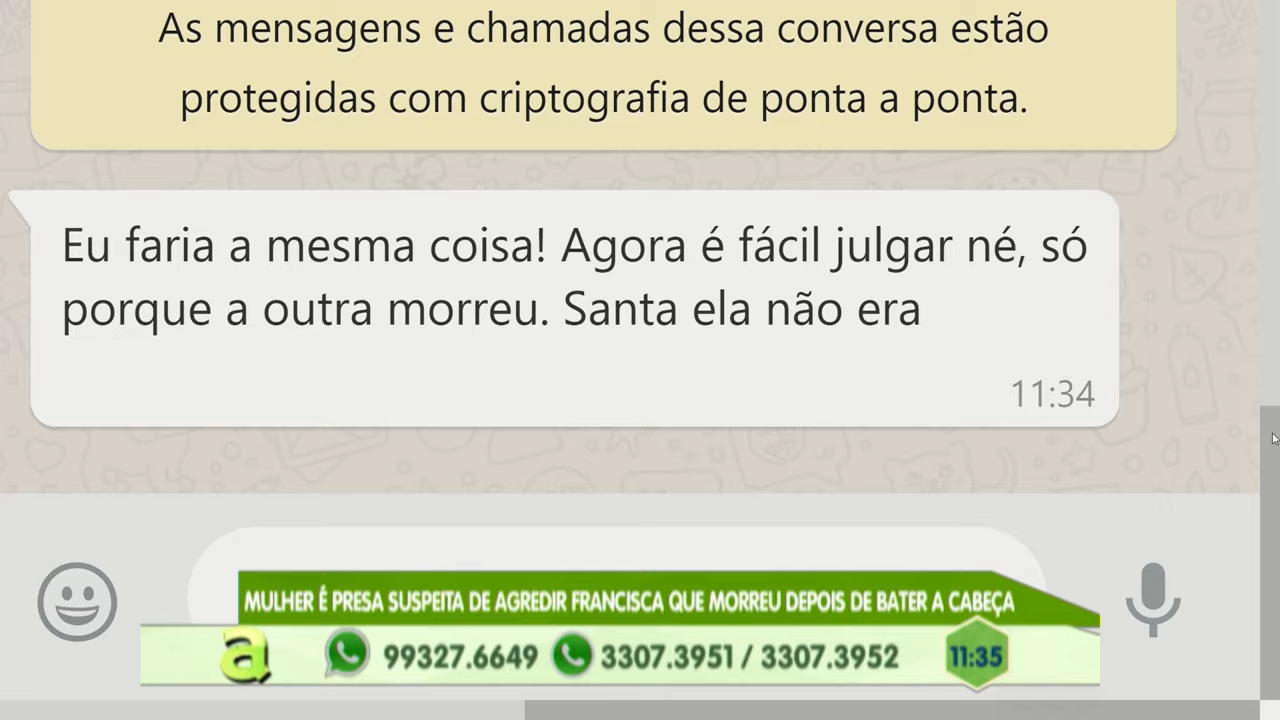 As mensagens e chamadas dessa conversa estão
protegidas com criptografia de ponta a ponta.
Eu faria a mesma coisa! Agora é fácil julgar né, só
porque a outra morreu. Santa ela não era
11:34
MULHER É PRESA SUSPEITA DE AGREDIR FRANCISCA QUE MORREU DEPOIS DE BATER A CABEÇA
a 99327.6649 3307.3951 / 3307.3952 11:35